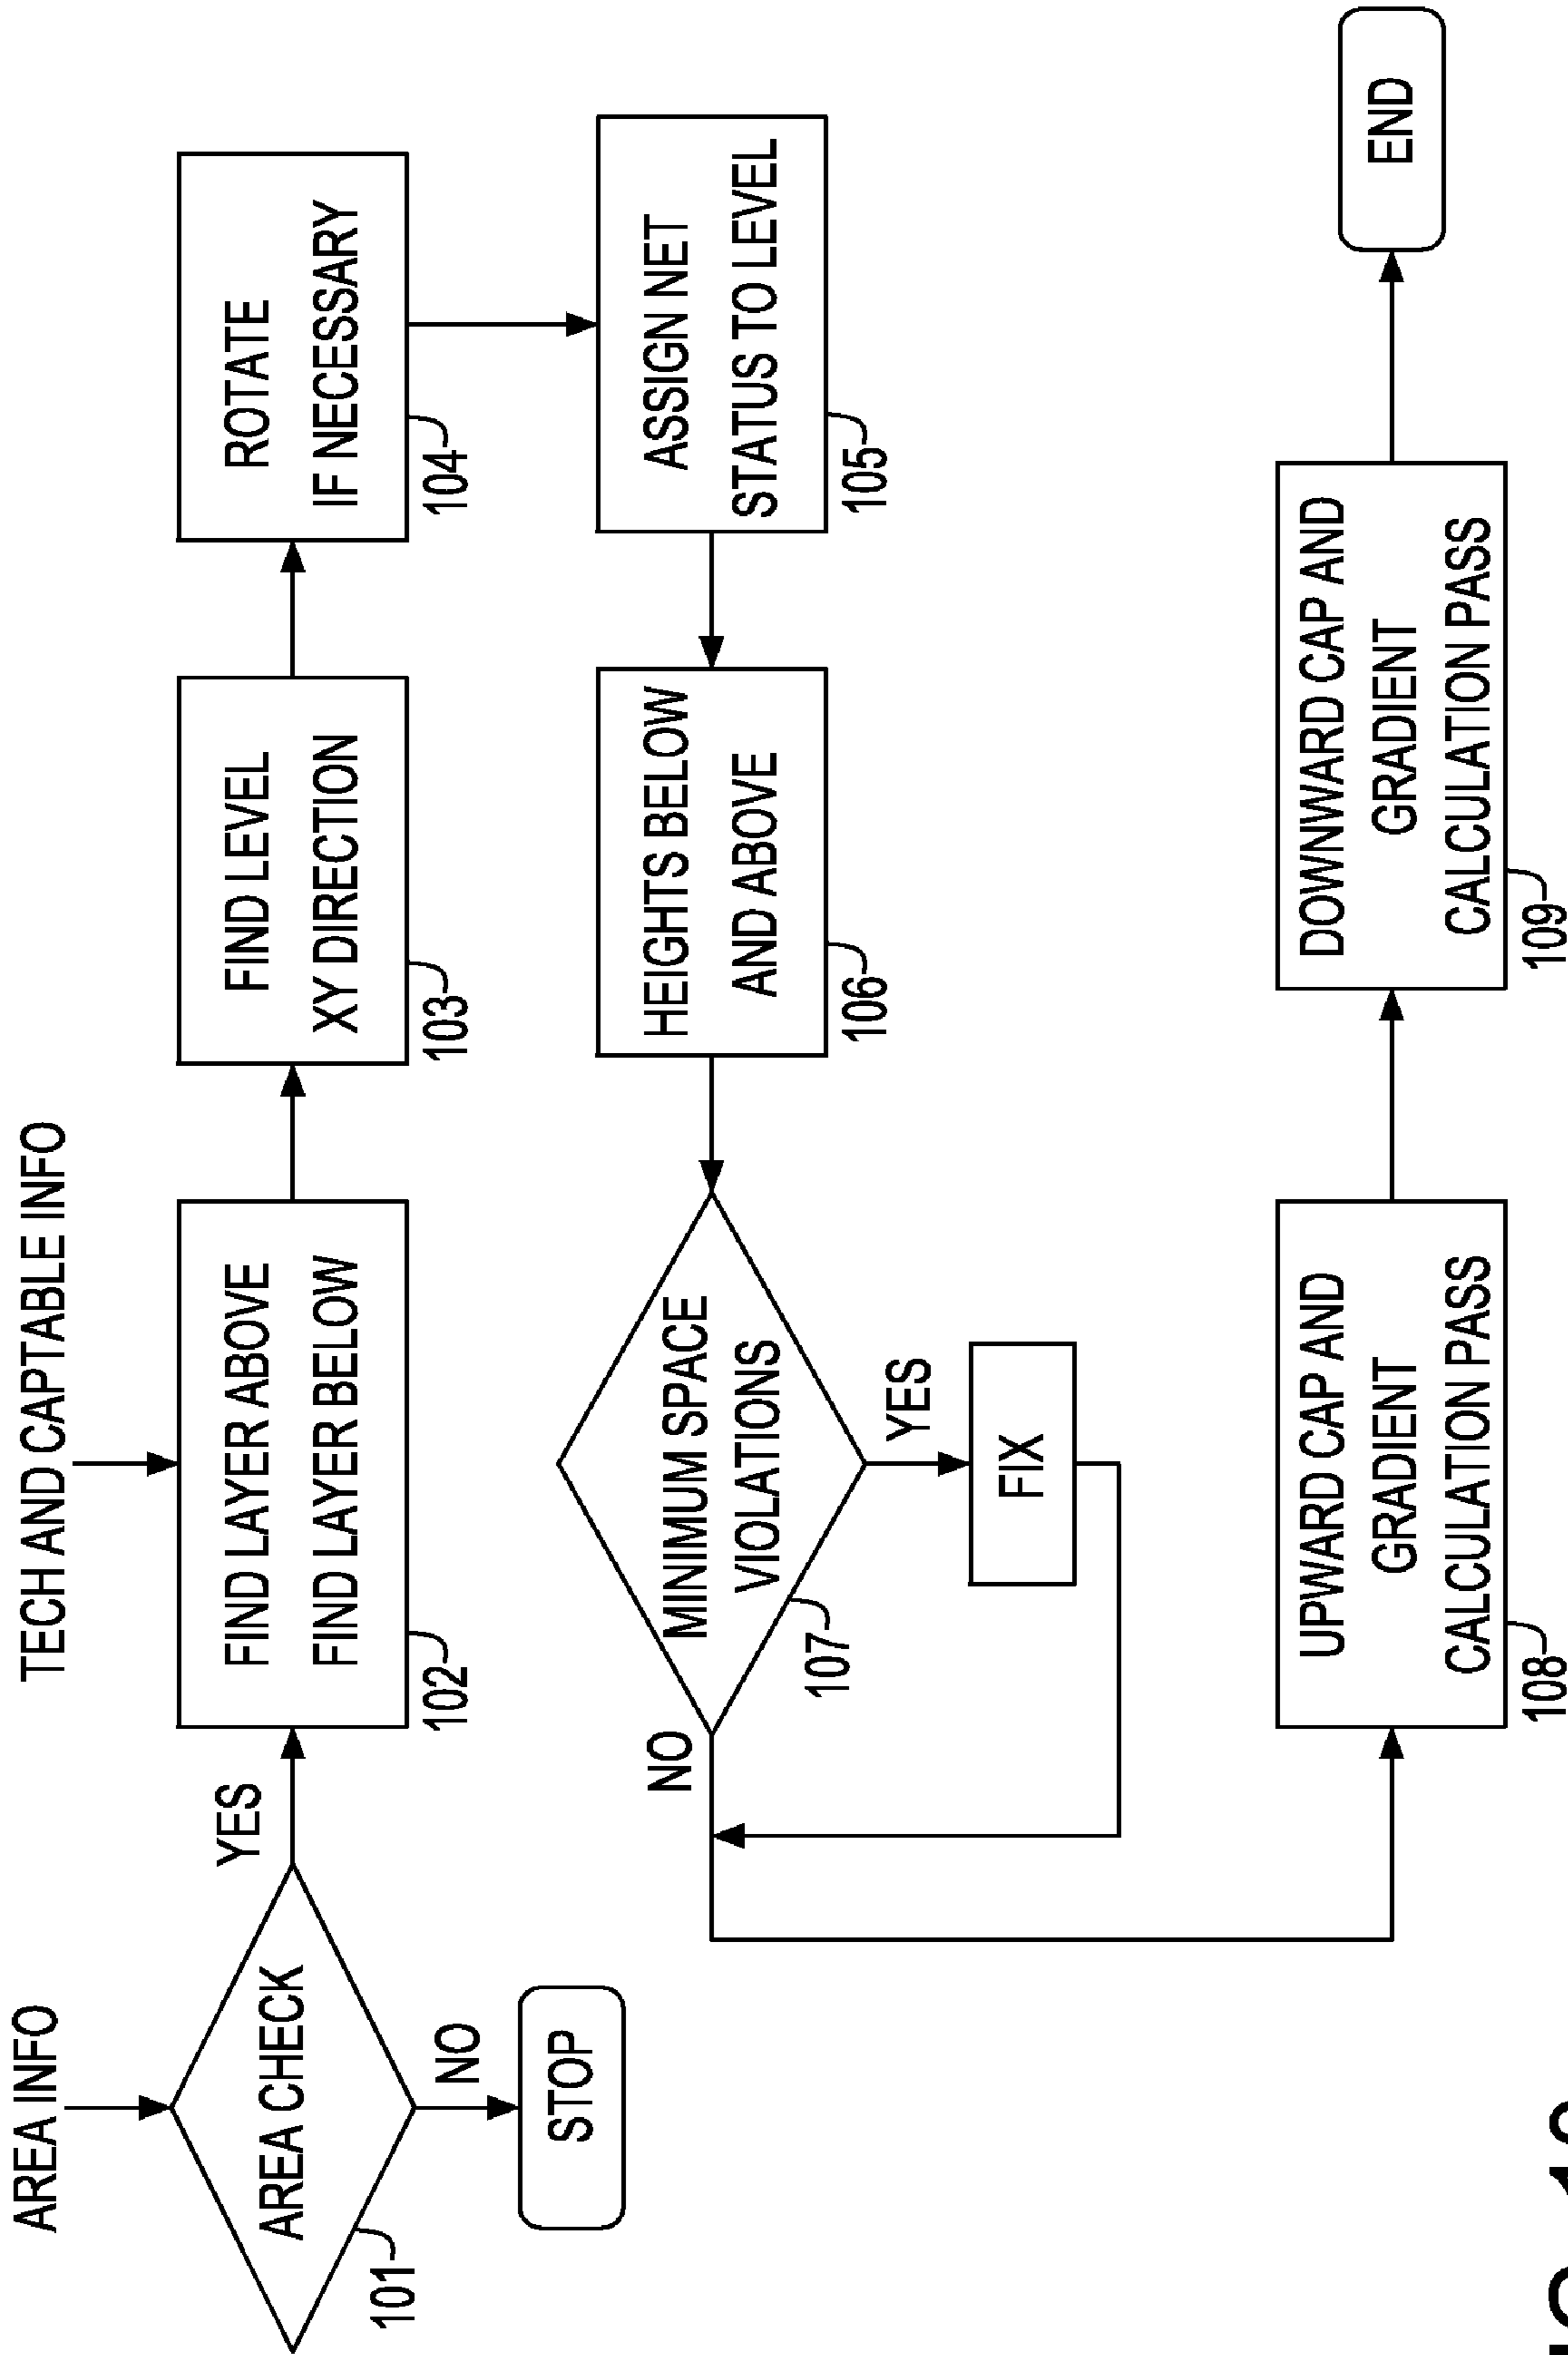 AREA INFO
AREA CHECK
101
YES
NO
STOP
TECH AND CAPTABLE INFO
FIND LAYER ABOVE
FIND LAYER BELOW
102
FIND LEVEL
XY DIRECTION
103
ROTATE
IF NECESSARY
104
ASSIGN NET
STATUS TO LEVEL
105
HEIGHTS BELOW
AND ABOVE
106
MINIMUM SPACE
VIOLATIONS
107
NO
YES
FIX
UPWARD CAP AND
GRADIENT
CALCULATION PASS
108
DOWNWARD CAP AND
GRADIENT
CALCULATION PASS
109
END